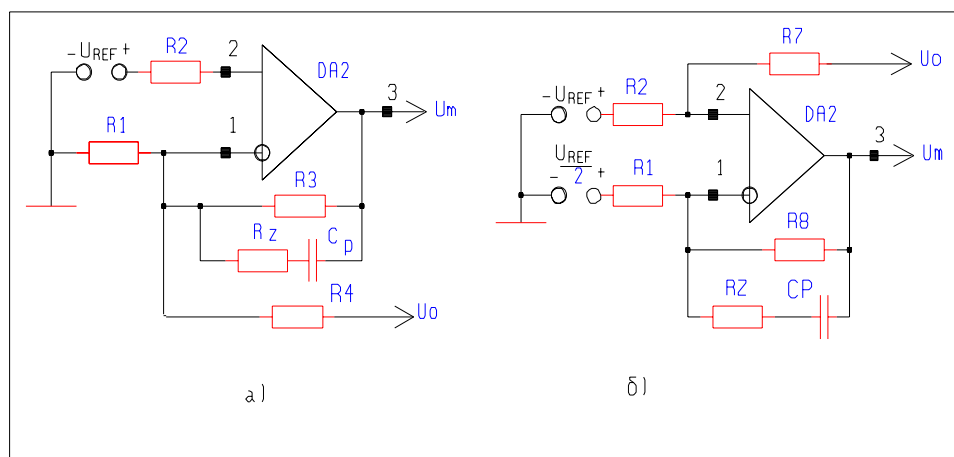 - UREF + R2 2 DA2
3 Um
R1 1
R3
Rz Cp
R4 Uo
а)
R7 Uo
- UREF + R2 2 DA2
3 Um
UREF
- 2 + R1 1
R8
RZ CP
б)